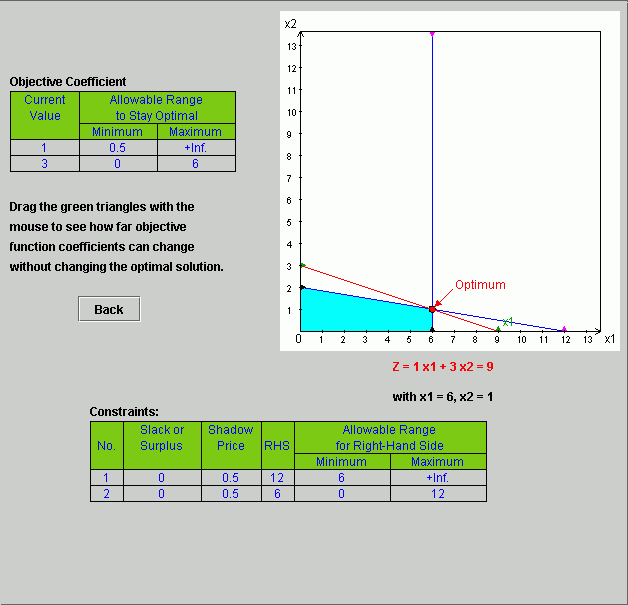 x2
13
12
11
10
9
8
7
6
5
4
3
2
1
0 1 2 3 4 5 6 7 8 9 10 11 12 13 x1
Optimum
Objective Coefficient
Current Value Allowable Range to Stay Optimal
Minimum Maximum
1 0.5 +Inf.
3 0 6
Drag the green triangles with the
mouse to see how far objective
function coefficients can change
without changing the optimal solution.
Back
Z = 1 x1 + 3 x2 = 9
with x1 = 6, x2 = 1
Constraints:
No. Slack or Surplus Shadow Price RHS Allowable Range for Right-Hand Side
Minimum Maximum
1 0 0.5 12 6 +Inf.
2 0 0.5 6 0 12